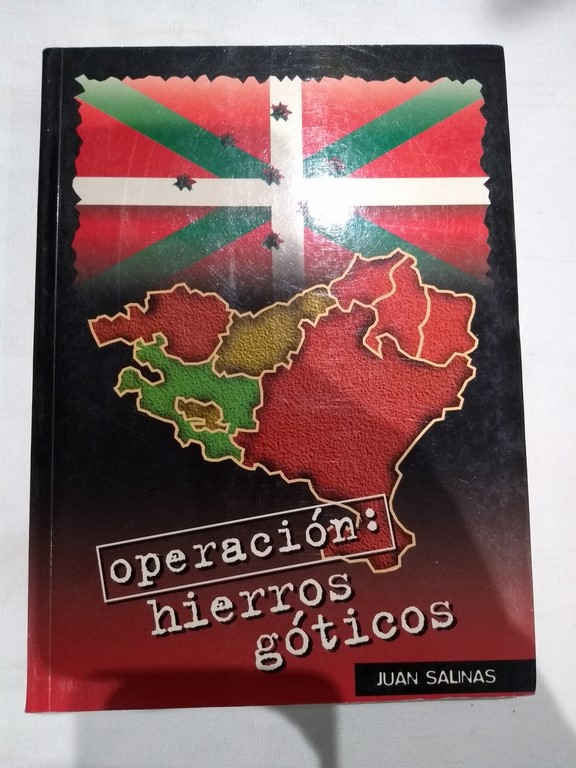 operación:
hierros
góticos
JUAN SALINAS